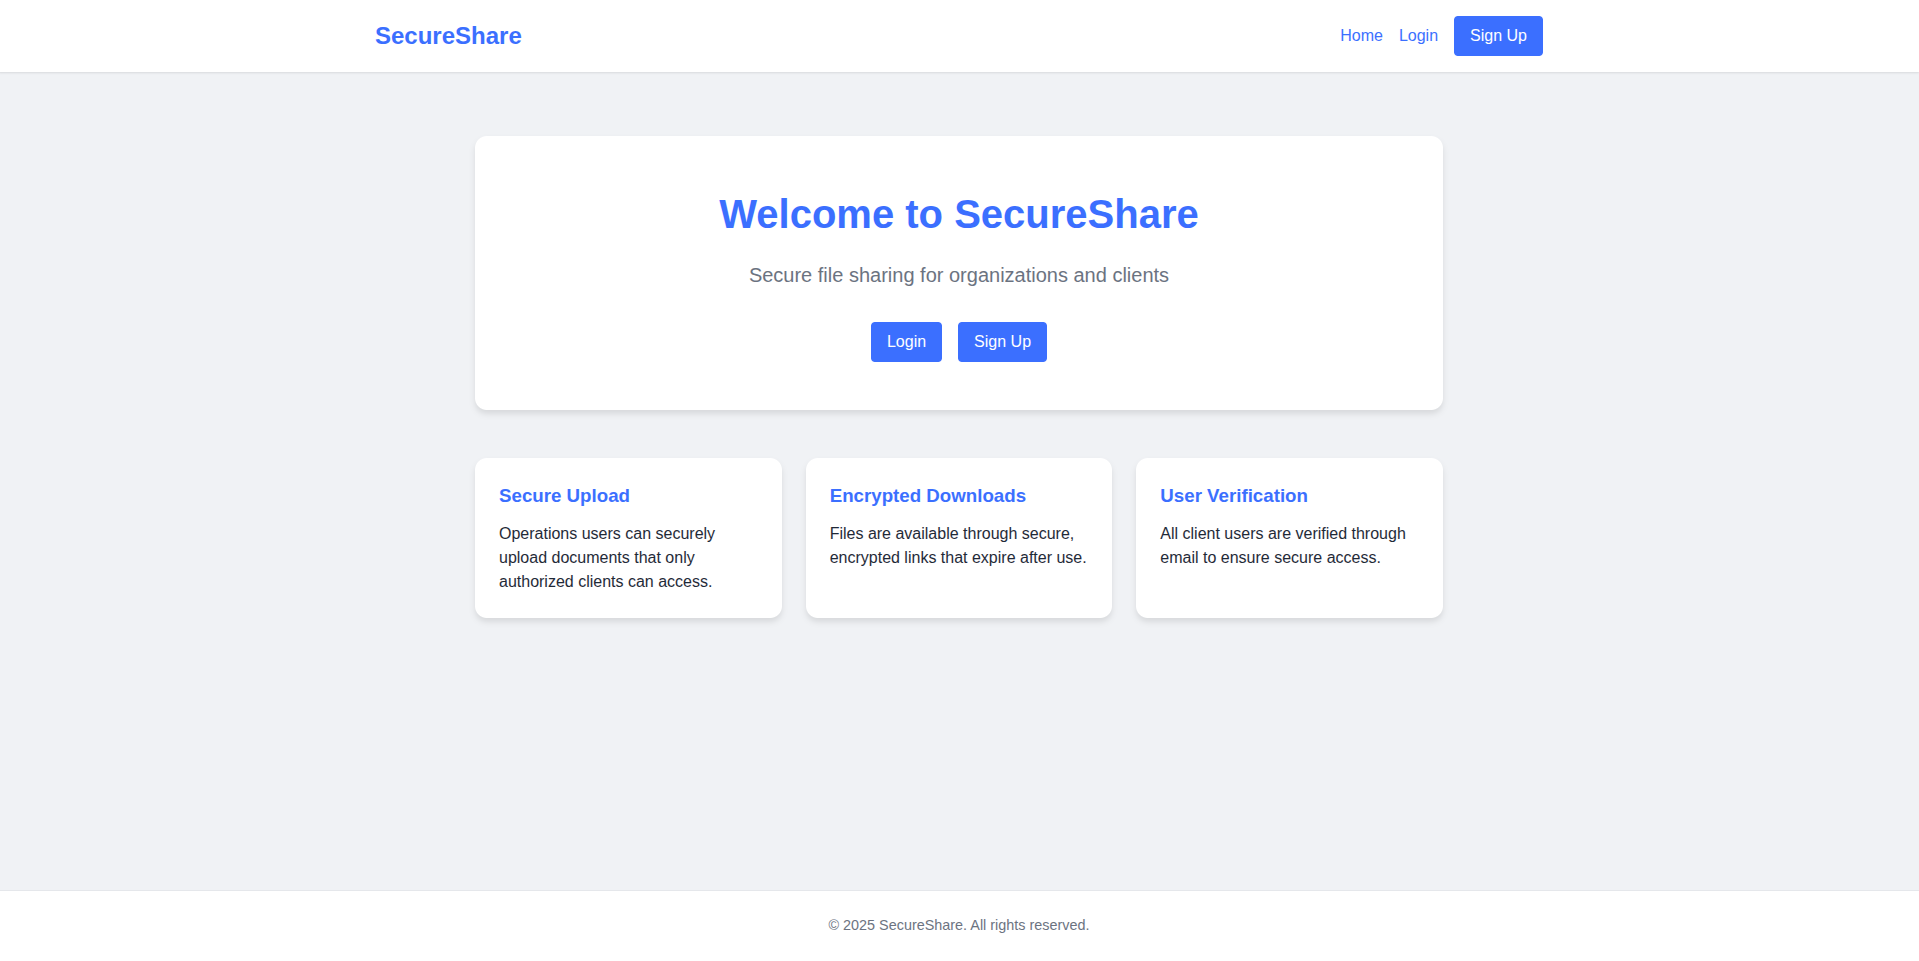 SecureShare
Home Login Sign Up
Welcome to SecureShare
Secure file sharing for organizations and clients
Login Sign Up
Secure Upload
Operations users can securely
upload documents that only
authorized clients can access.
Encrypted Downloads
Files are available through secure,
encrypted links that expire after use.
User Verification
All client users are verified through
email to ensure secure access.
© 2025 SecureShare. All rights reserved.